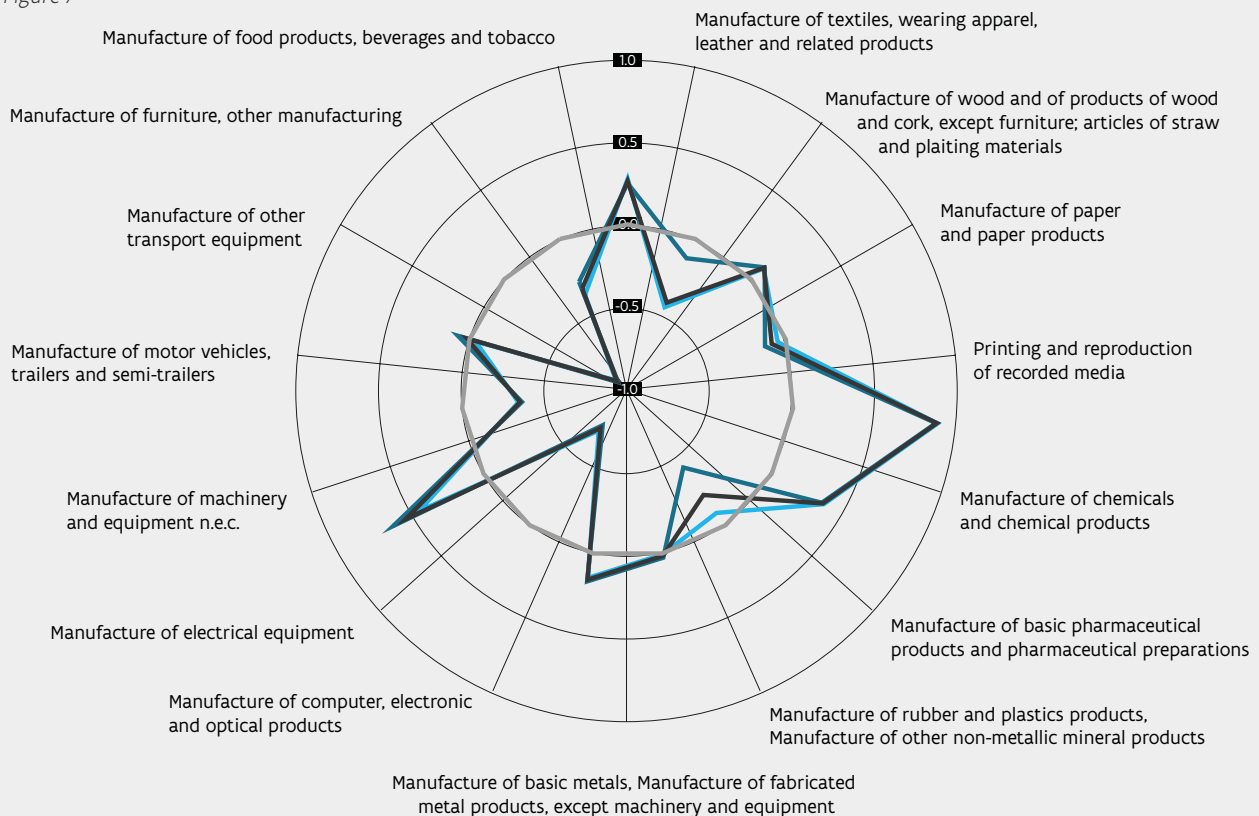 Manufacture of food products, beverages and tobacco
Manufacture of textiles, wearing apparel,
leather and related products
1.0
Manufacture of furniture, other manufacturing
Manufacture of wood and of products of wood
and cork, except furniture; articles of straw
and plaiting materials
0.5
Manufacture of other
transport equipment
Manufacture of paper
and paper products
0.0
-0.5
Manufacture of motor vehicles,
trailers and semi-trailers
Printing and reproduction
of recorded media
-1.0
Manufacture of machinery
and equipment n.e.c.
Manufacture of chemicals
and chemical products
Manufacture of electrical equipment
Manufacture of basic pharmaceutical
products and pharmaceutical preparations
Manufacture of computer, electronic
and optical products
Manufacture of rubber and plastics products,
Manufacture of other non-metallic mineral products
Manufacture of basic metals, Manufacture of fabricated
metal products, except machinery and equipment